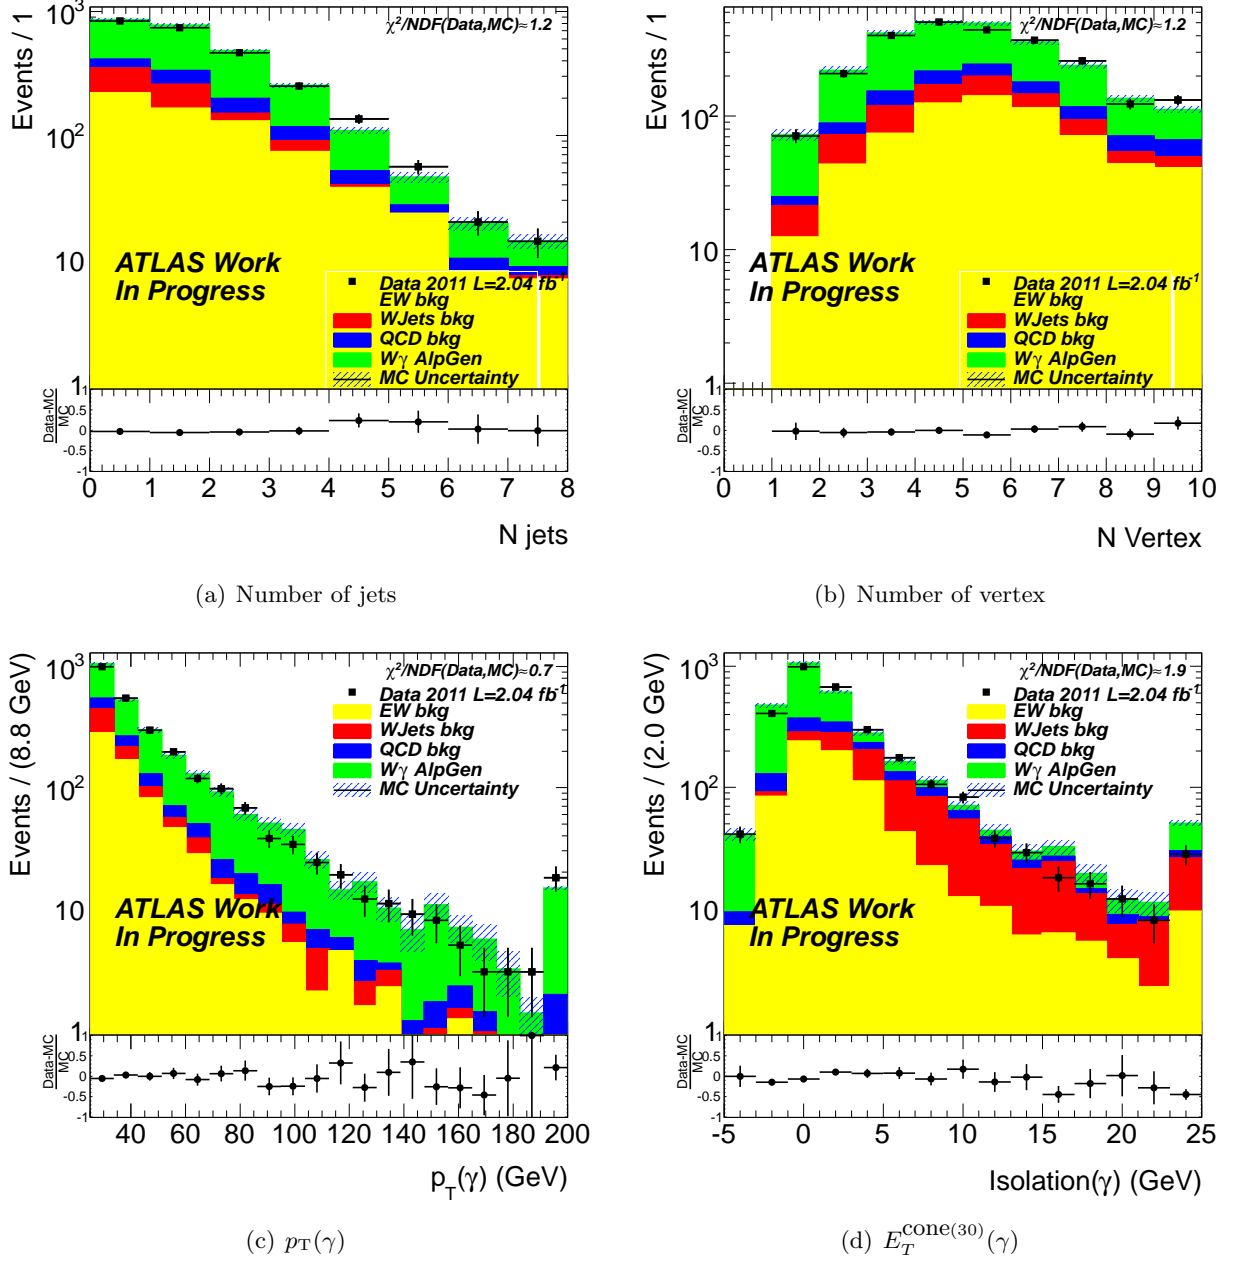 χ²/NDF(Data,MC)≈1.2
Events / 1
10³
10²
10
1
ATLAS Work
In Progress
Data 2011 L=2.04 fb⁻¹
EW bkg
WJets bkg
QCD bkg
Wγ AlpGen
MC Uncertainty
Data-MC
MC
1
0.5
0
-0.5
-1
0 1 2 3 4 5 6 7 8
N jets
(a) Number of jets
χ²/NDF(Data,MC)≈1.2
Events / 1
10²
10
1
ATLAS Work
In Progress
Data 2011 L=2.04 fb⁻¹
EW bkg
WJets bkg
QCD bkg
Wγ AlpGen
MC Uncertainty
Data-MC
MC
1
0.5
0
-0.5
-1
0 1 2 3 4 5 6 7 8 9 10
N Vertex
(b) Number of vertex
χ²/NDF(Data,MC)≈0.7
Events / (8.8 GeV)
10³
10²
10
1
Data 2011 L=2.04 fb⁻¹
EW bkg
WJets bkg
QCD bkg
Wγ AlpGen
MC Uncertainty
ATLAS Work
In Progress
Data-MC
MC
1
0.5
0
-0.5
-1
40 60 80 100 120 140 160 180 200
p_T(γ) (GeV)
(c) p_T(γ)
χ²/NDF(Data,MC)≈1.9
Events / (2.0 GeV)
10³
10²
10
1
Data 2011 L=2.04 fb⁻¹
EW bkg
WJets bkg
QCD bkg
Wγ AlpGen
MC Uncertainty
ATLAS Work
In Progress
Data-MC
MC
1
0.5
0
-0.5
-1
-5 0 5 10 15 20 25
Isolation(γ) (GeV)
(d) E_T^cone(30)(γ)